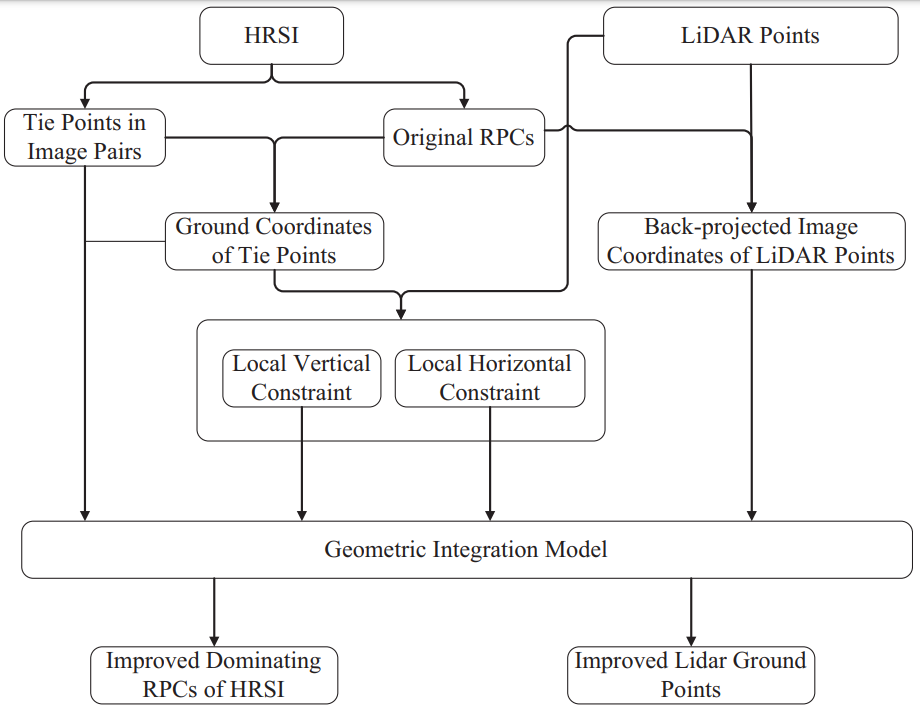 HRSI
LiDAR Points
Tie Points in
Image Pairs
Original RPCs
Ground Coordinates
of Tie Points
Back-projected Image
Coordinates of LiDAR Points
Local Vertical
Constraint
Local Horizontal
Constraint
Geometric Integration Model
Improved Dominating
RPCs of HRSI
Improved Lidar Ground
Points